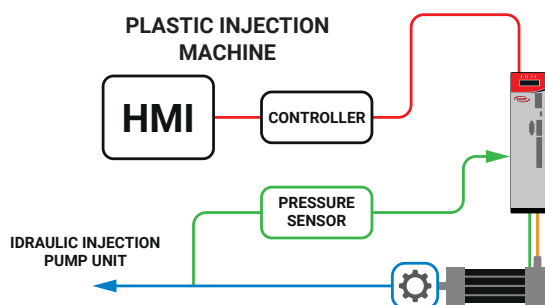 PLASTIC INJECTION
MACHINE
HMI
CONTROLLER
PRESSURE
SENSOR
IDRAULIC INJECTION
PUMP UNIT